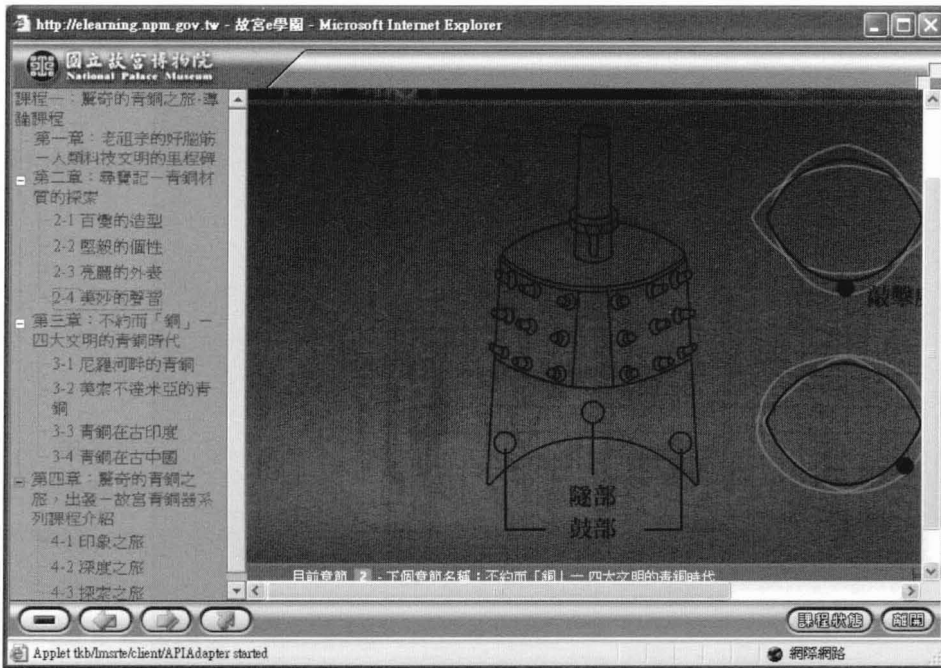 http://elearning.npm.gov.tw - 故宮e學園 - Microsoft Internet Explorer
國立故宮博物院
National Palace Museum
課程一：驚奇的青銅之旅-導
論課程
第一章：老祖宗的好腦筋
－人類科技文明的里程碑
第二章：尋寶記－青銅材
質的探索
2-1 百變的造型
2-2 堅毅的個性
2-3 亮麗的外表
2-4 美妙的聲音
第三章：不約而「銅」－
四大文明的青銅時代
3-1 尼羅河畔的青銅
3-2 美索不達米亞的青
銅
3-3 青銅在古印度
3-4 青銅在古中國
第四章：驚奇的青銅之
旅，出發－故宮青銅器系
列課程介紹
4-1 印象之旅
4-2 深度之旅
4-3 探索之旅
敲擊
隧部
鼓部
目前章節 2 - 下個章節名稱：不約而「銅」－ 四大文明的青銅時代
課程狀態
離開
Applet tkb/lmsrte/client/APIAdapter started
網際網路